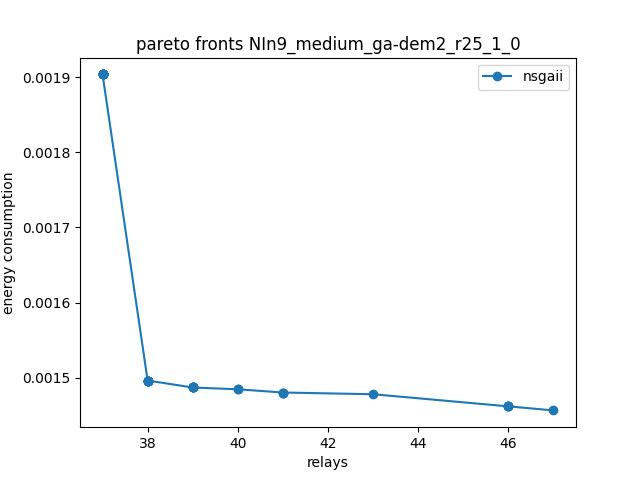 pareto fronts NIn9_medium_ga-dem2_r25_1_0
nsgaii
energy consumption
0.0019
0.0018
0.0017
0.0016
0.0015
38 40 42 44 46
relays